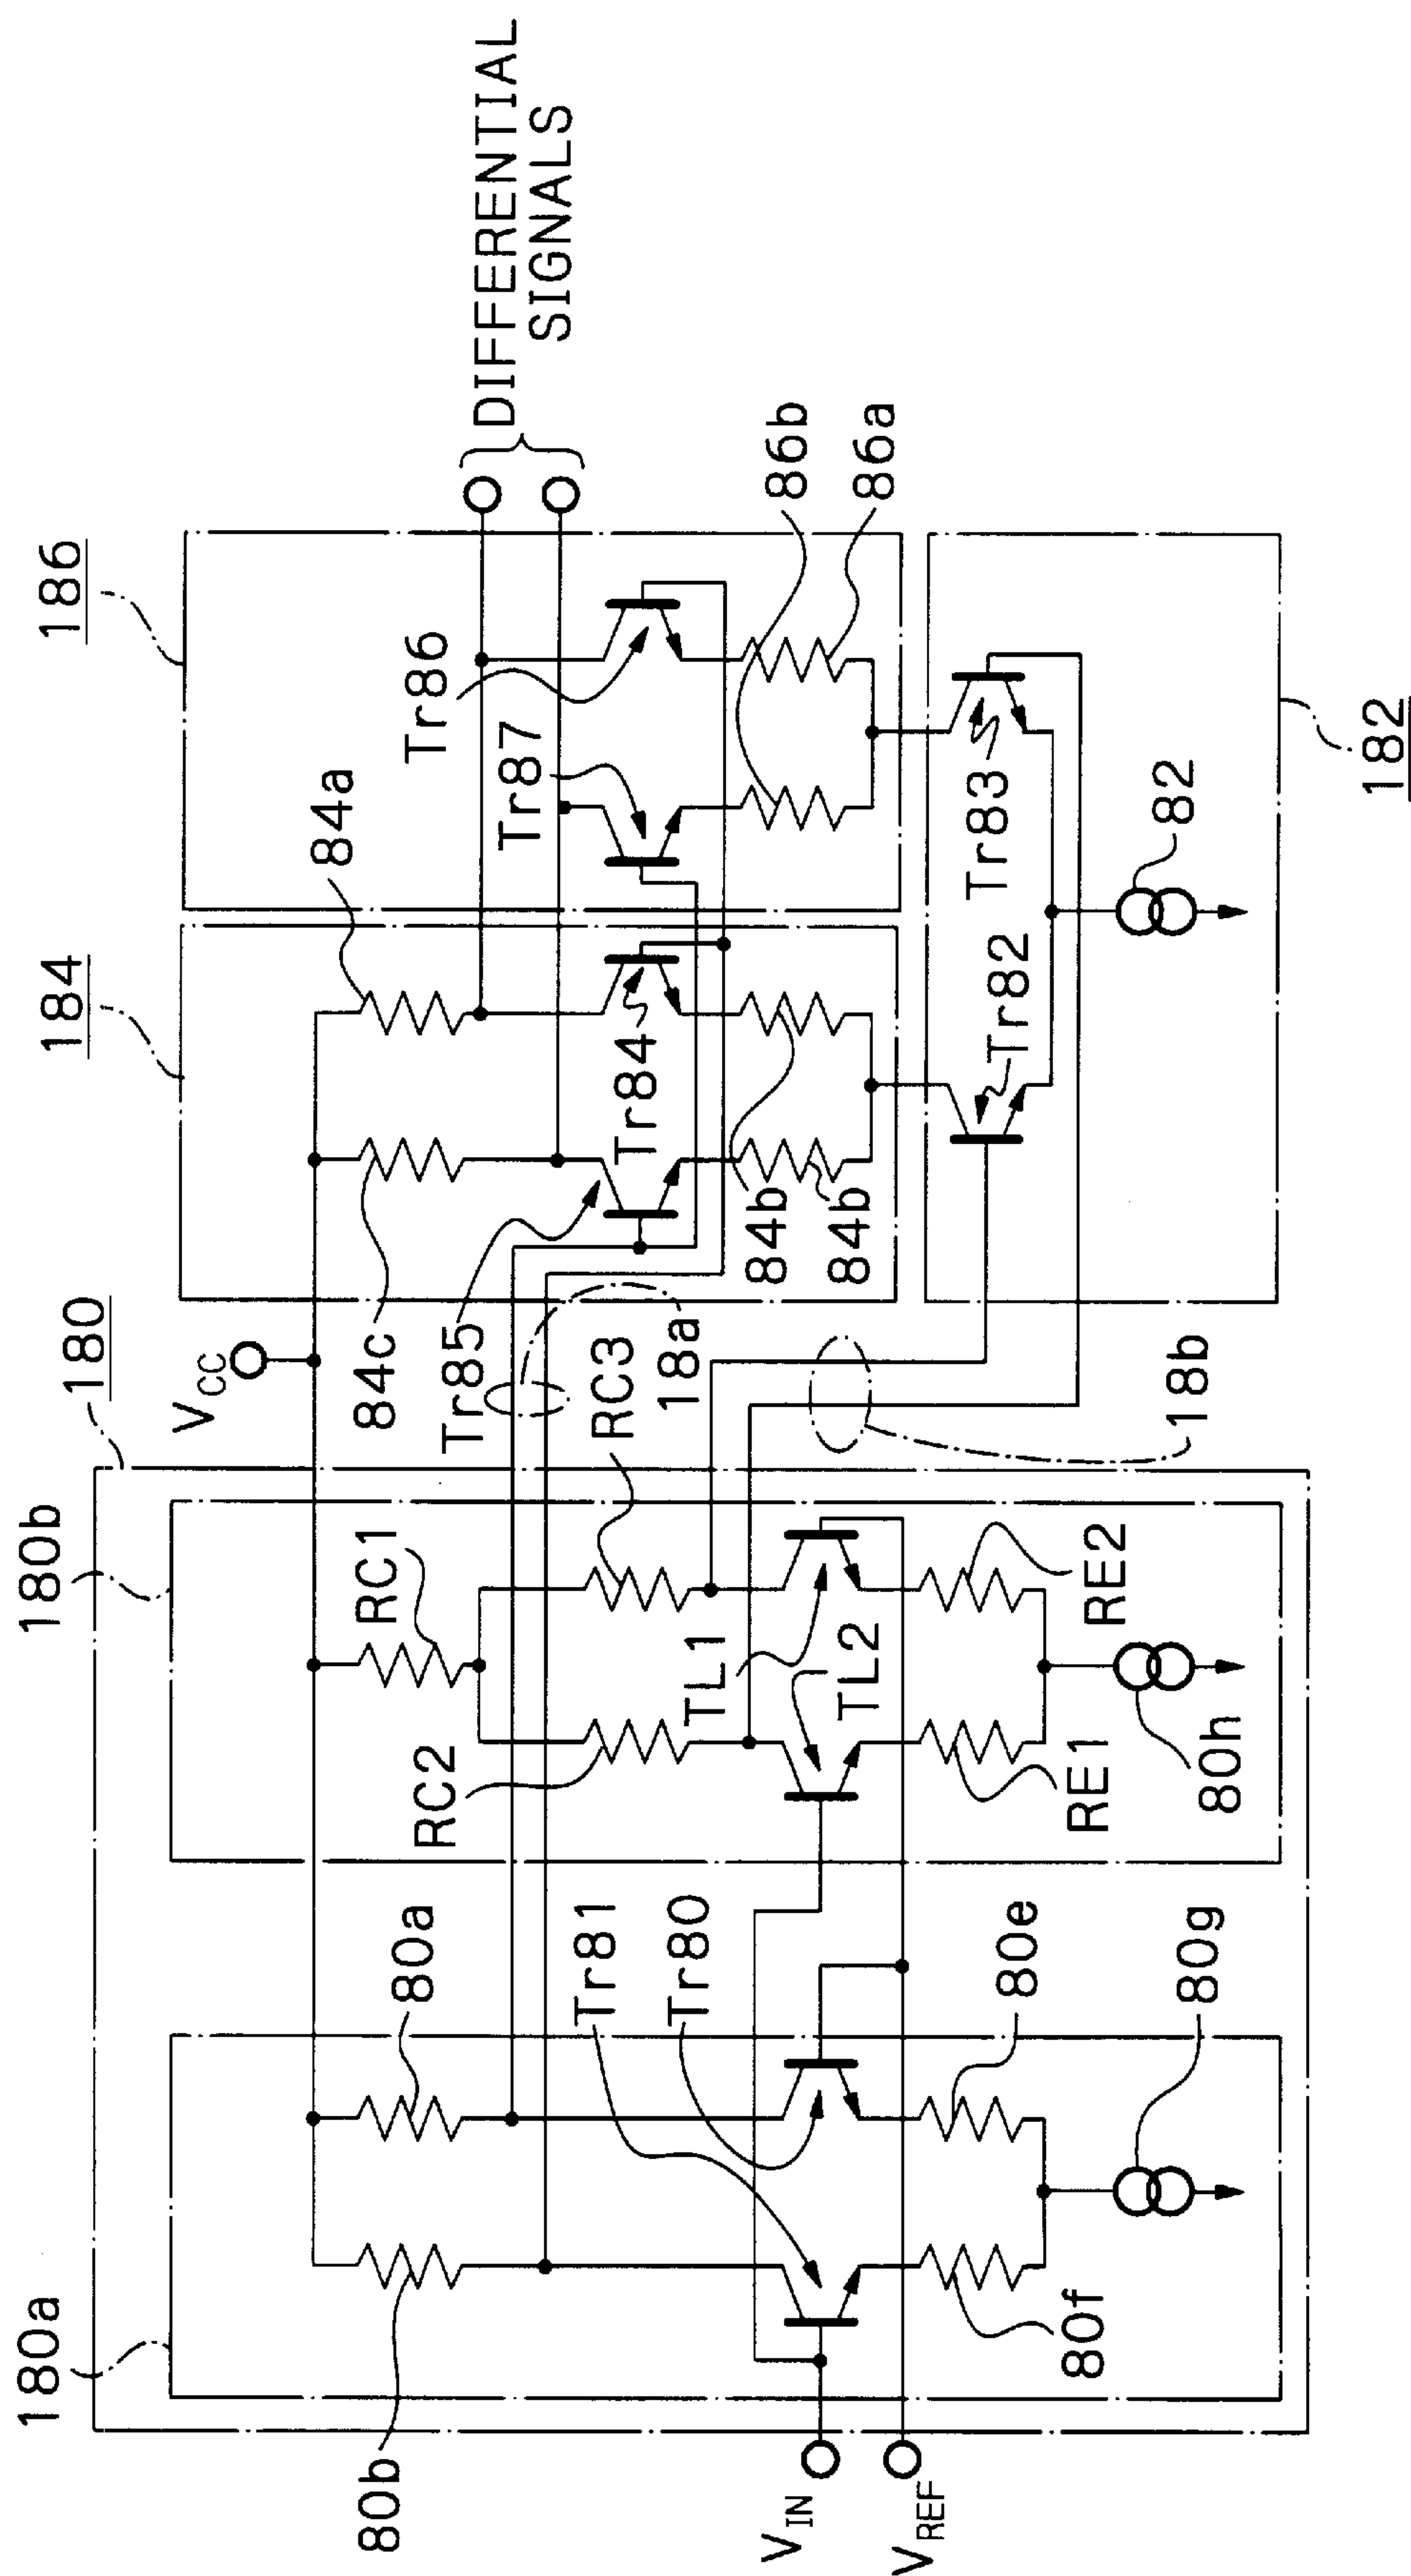 180
180a
180b
184
186
VCC
80b
80a
RC1
RC2
RC3
84c
84a
Tr85
18a
Tr84
Tr87
Tr86
DIFFERENTIAL
SIGNALS
Tr81
Tr80
TL1
TL2
84b
84b
86b
86a
VIN
VREF
80f
80e
80g
RE1
RE2
80h
18b
Tr82
Tr83
82
182